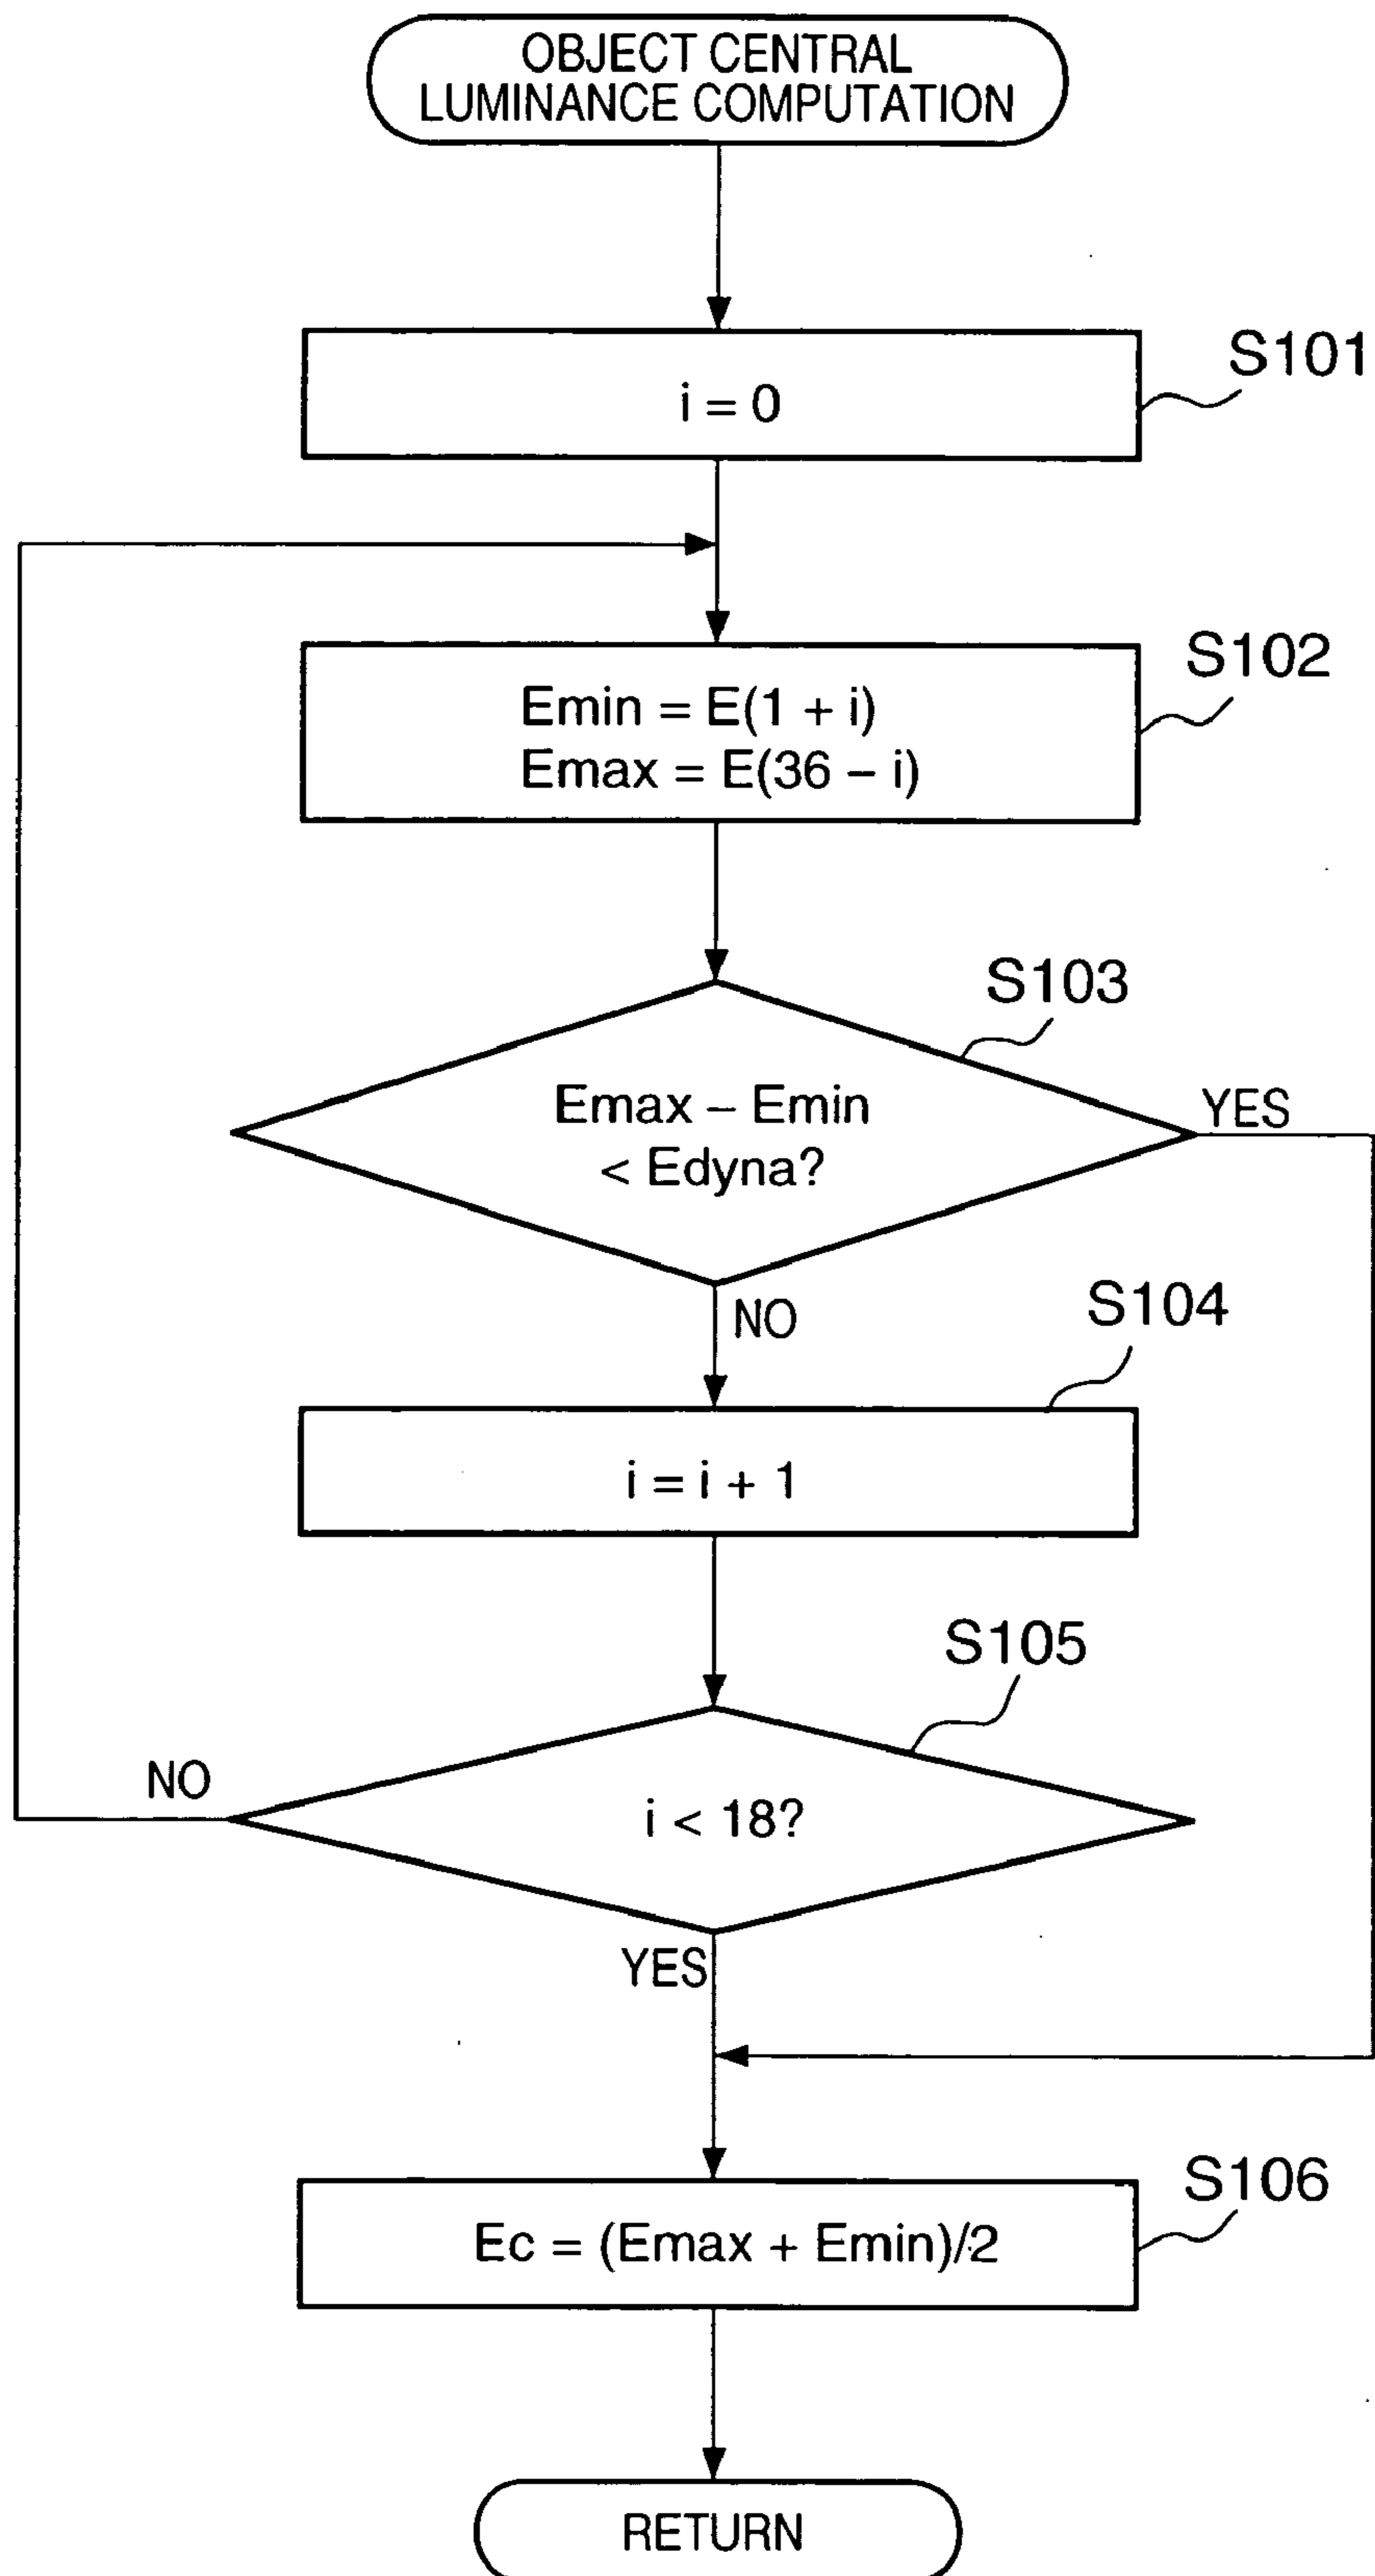 OBJECT CENTRAL
LUMINANCE COMPUTATION
S101
i = 0
S102
Emin = E(1 + i)
Emax = E(36 – i)
S103
Emax – Emin
< Edyna?
YES
NO
S104
i = i + 1
S105
NO
i < 18?
YES
S106
Ec = (Emax + Emin)/2
RETURN